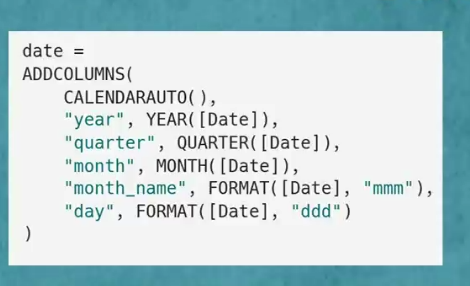 date =
ADDCOLUMNS(
    CALENDARAUTO(),
    "year", YEAR([Date]),
    "quarter", QUARTER([Date]),
    "month", MONTH([Date]),
    "month_name", FORMAT([Date], "mmm"),
    "day", FORMAT([Date], "ddd")
)